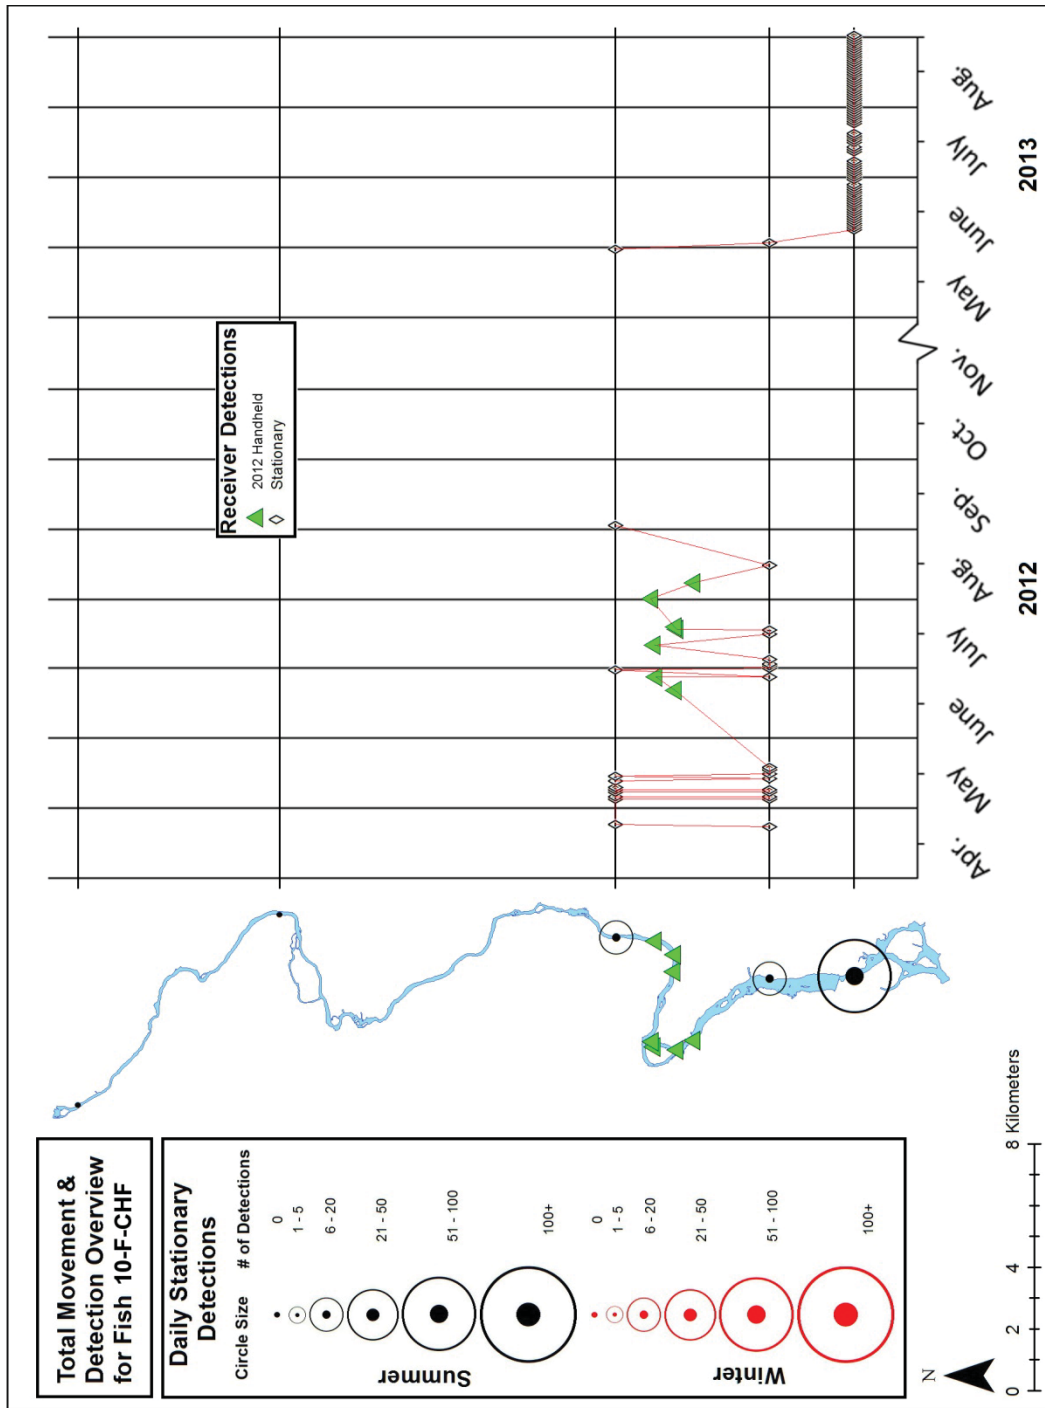 Total Movement &
Detection Overview
for Fish 10-F-CHF
Daily Stationary
Detections
Circle Size # of Detections
0
1 - 5
6 - 20
21 - 50
51 - 100
100+
Summer
0
1 - 5
6 - 20
21 - 50
51 - 100
100+
Winter
N
0 2 4 8 Kilometers
Receiver Detections
2012 Handheld
Stationary
Apr.
May
June
July
Aug.
Sep.
Oct.
Nov.
May
June
July
Aug.
2012
2013